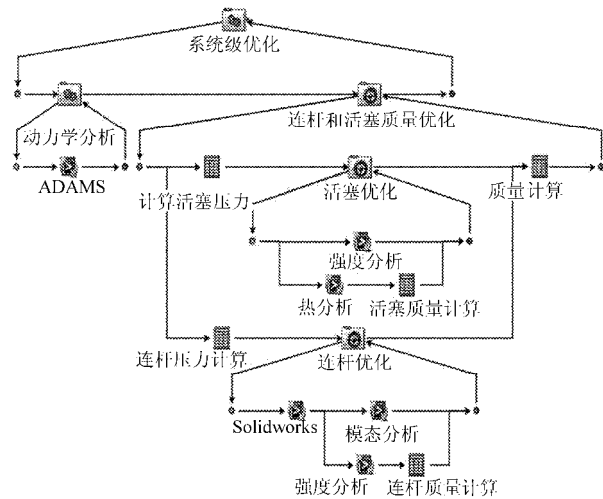 系统级优化
动力学分析
连杆和活塞质量优化
ADAMS
计算活塞压力
活塞优化
质量计算
强度分析
热分析
活塞质量计算
连杆压力计算
连杆优化
Solidworks
模态分析
强度分析
连杆质量计算